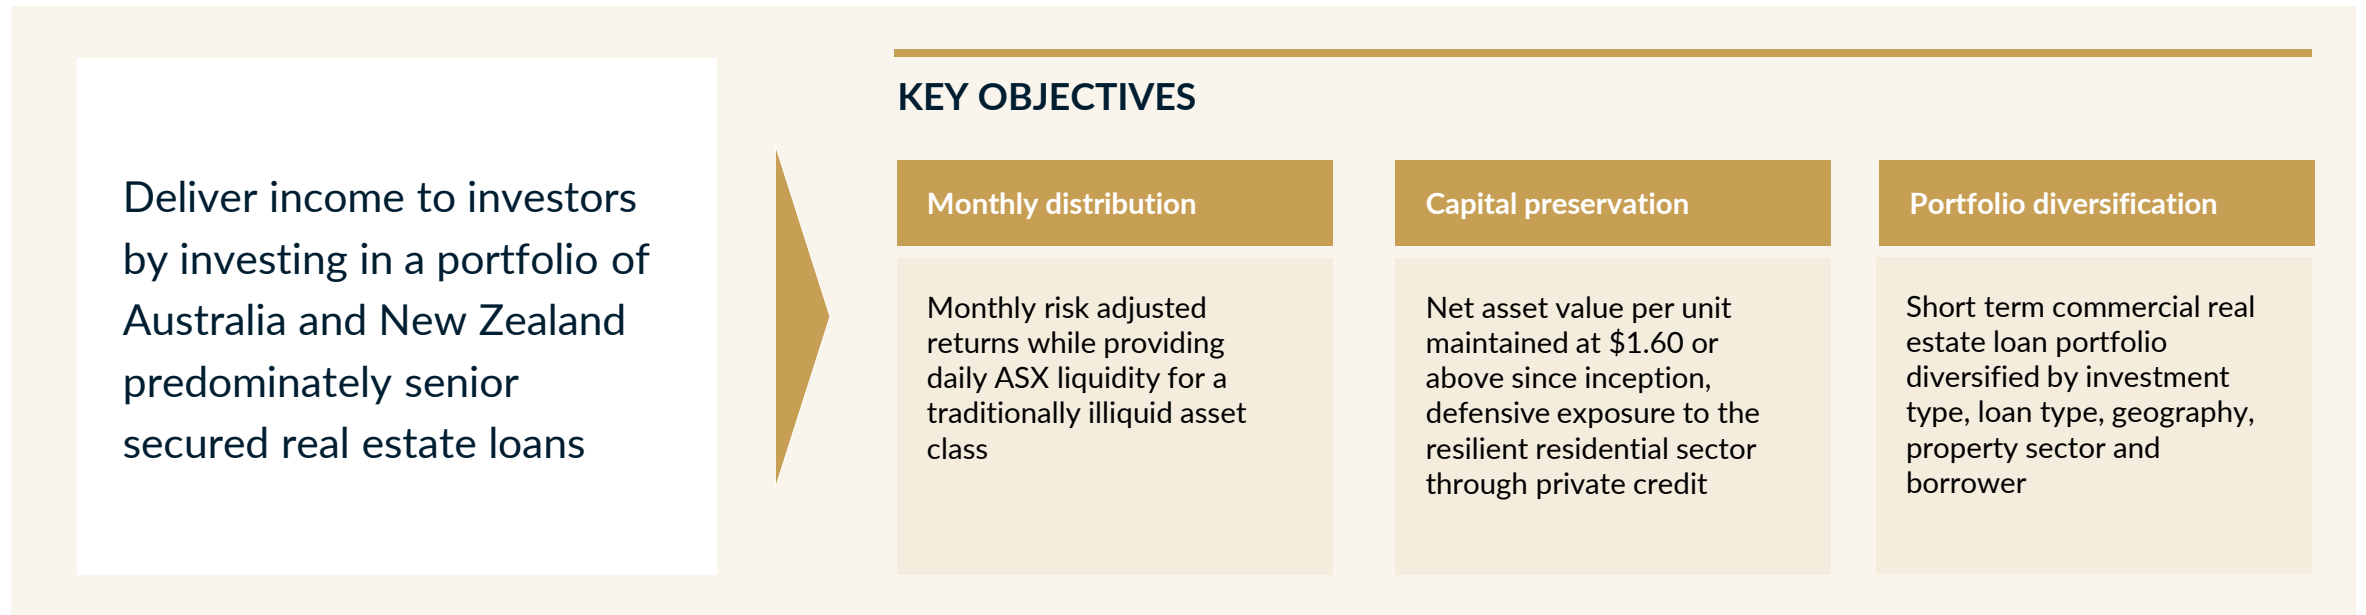 Deliver income to investors
by investing in a portfolio of
Australia and New Zealand
predominately senior
secured real estate loans
KEY OBJECTIVES
Monthly distribution
Monthly risk adjusted
returns while providing
daily ASX liquidity for a
traditionally illiquid asset
class
Capital preservation
Net asset value per unit
maintained at $1.60 or
above since inception,
defensive exposure to the
resilient residential sector
through private credit
Portfolio diversification
Short term commercial real
estate loan portfolio
diversified by investment
type, loan type, geography,
property sector and
borrower